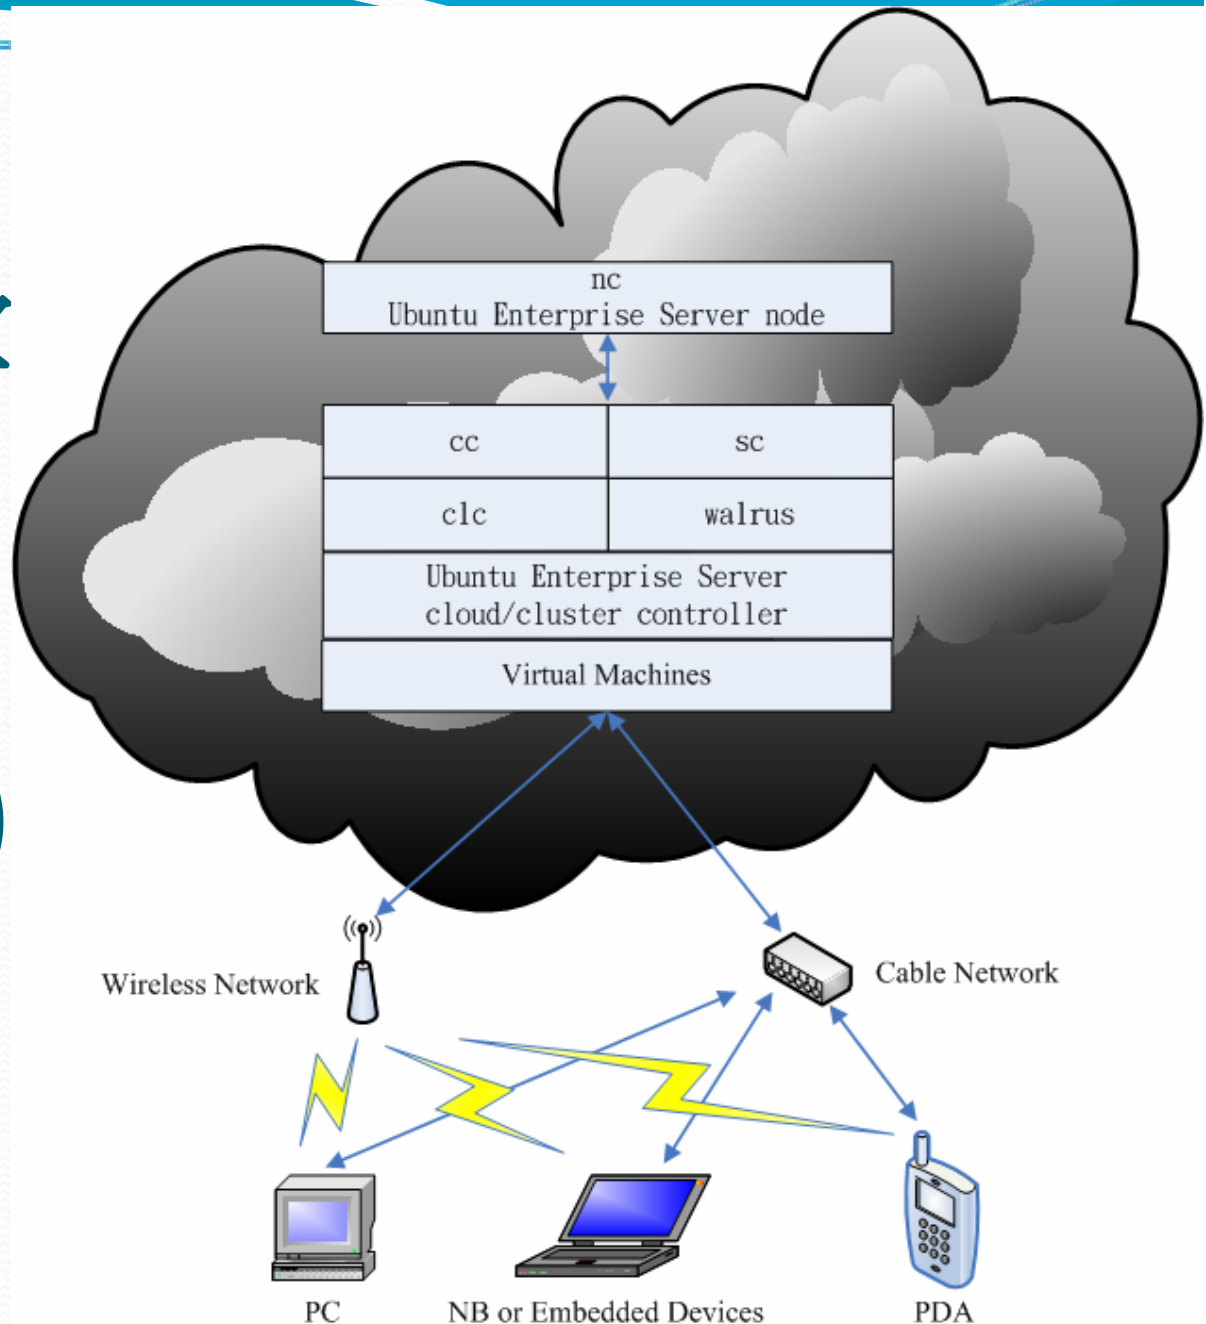 nc
Ubuntu Enterprise Server node
cc
sc
clc
walrus
Ubuntu Enterprise Server
cloud/cluster controller
Virtual Machines
Wireless Network
Cable Network
PC
NB or Embedded Devices
PDA